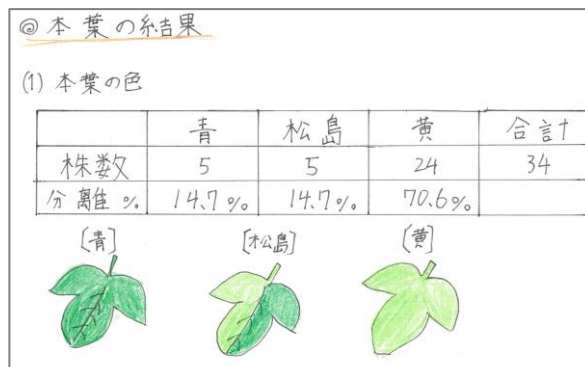 ◎本葉の結果
(1) 本葉の色
青 松島 黄 合計
株数 5 5 24 34
分離% 14.7% 14.7% 70.6%
[青] [松島] [黄]